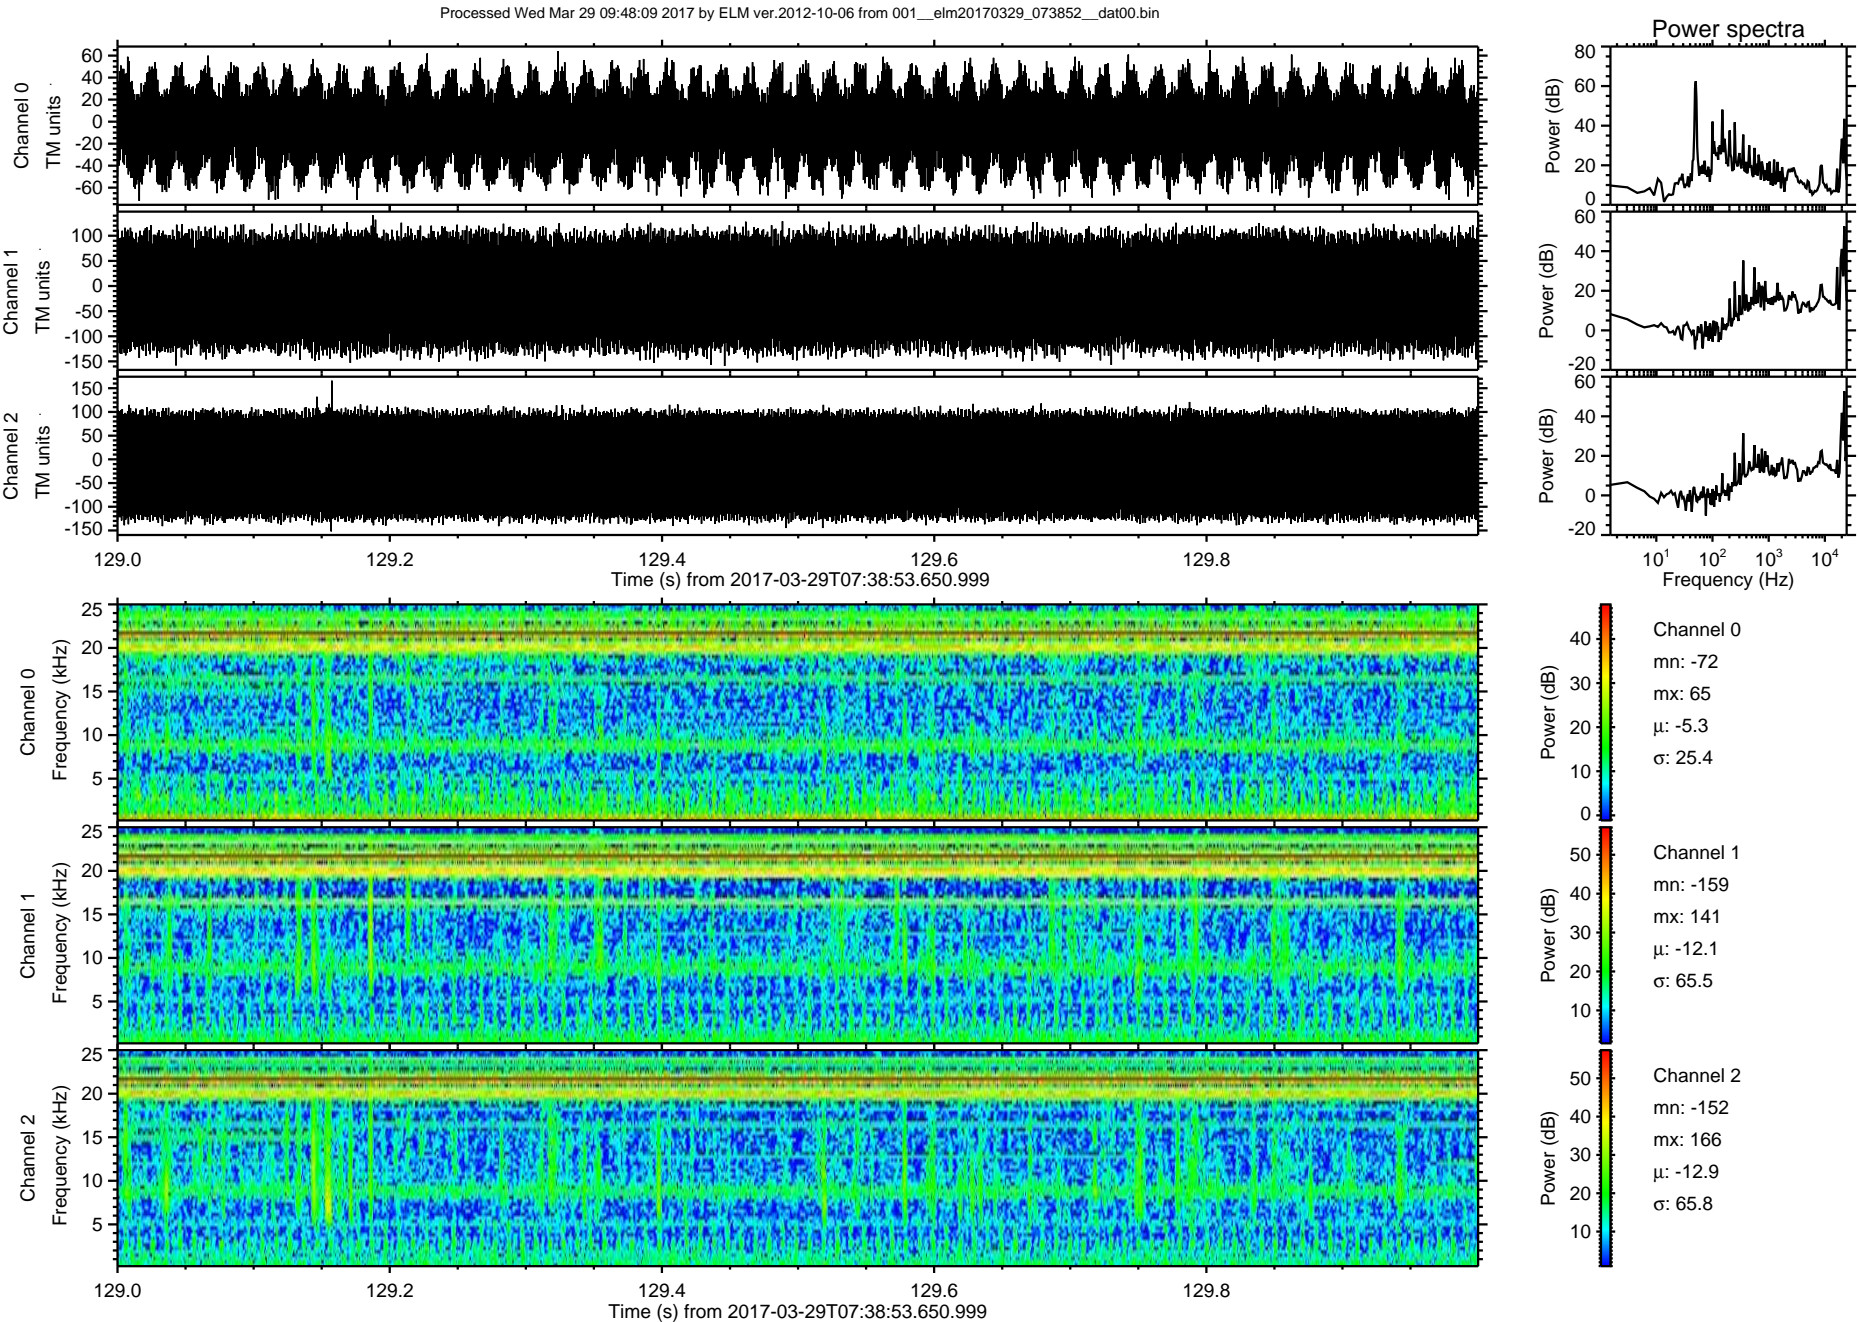 Processed Wed Mar 29 09:48:09 2017 by ELM ver.2012-10-06 from 001__elm20170329_073852__dat00.bin
Power spectra
Channel 0
TM units
60
40
20
0
-20
-40
-60
Power (dB)
80
60
40
20
0
Channel 1
TM units
100
50
0
-50
-100
-150
Power (dB)
60
40
20
0
-20
Channel 2
TM units
150
100
50
0
-50
-100
-150
Power (dB)
60
40
20
0
-20
129.0 129.2 129.4 129.6 129.8
Time (s) from 2017-03-29T07:38:53.650.999
10¹ 10² 10³ 10⁴
Frequency (Hz)
Channel 0
Frequency (kHz)
25
20
15
10
5
Power (dB)
40
30
20
10
0
Channel 0
mn: -72
mx: 65
μ: -5.3
σ: 25.4
Channel 1
Frequency (kHz)
25
20
15
10
5
Power (dB)
50
40
30
20
10
Channel 1
mn: -159
mx: 141
μ: -12.1
σ: 65.5
Channel 2
Frequency (kHz)
25
20
15
10
5
Power (dB)
50
40
30
20
10
Channel 2
mn: -152
mx: 166
μ: -12.9
σ: 65.8
129.0 129.2 129.4 129.6 129.8
Time (s) from 2017-03-29T07:38:53.650.999